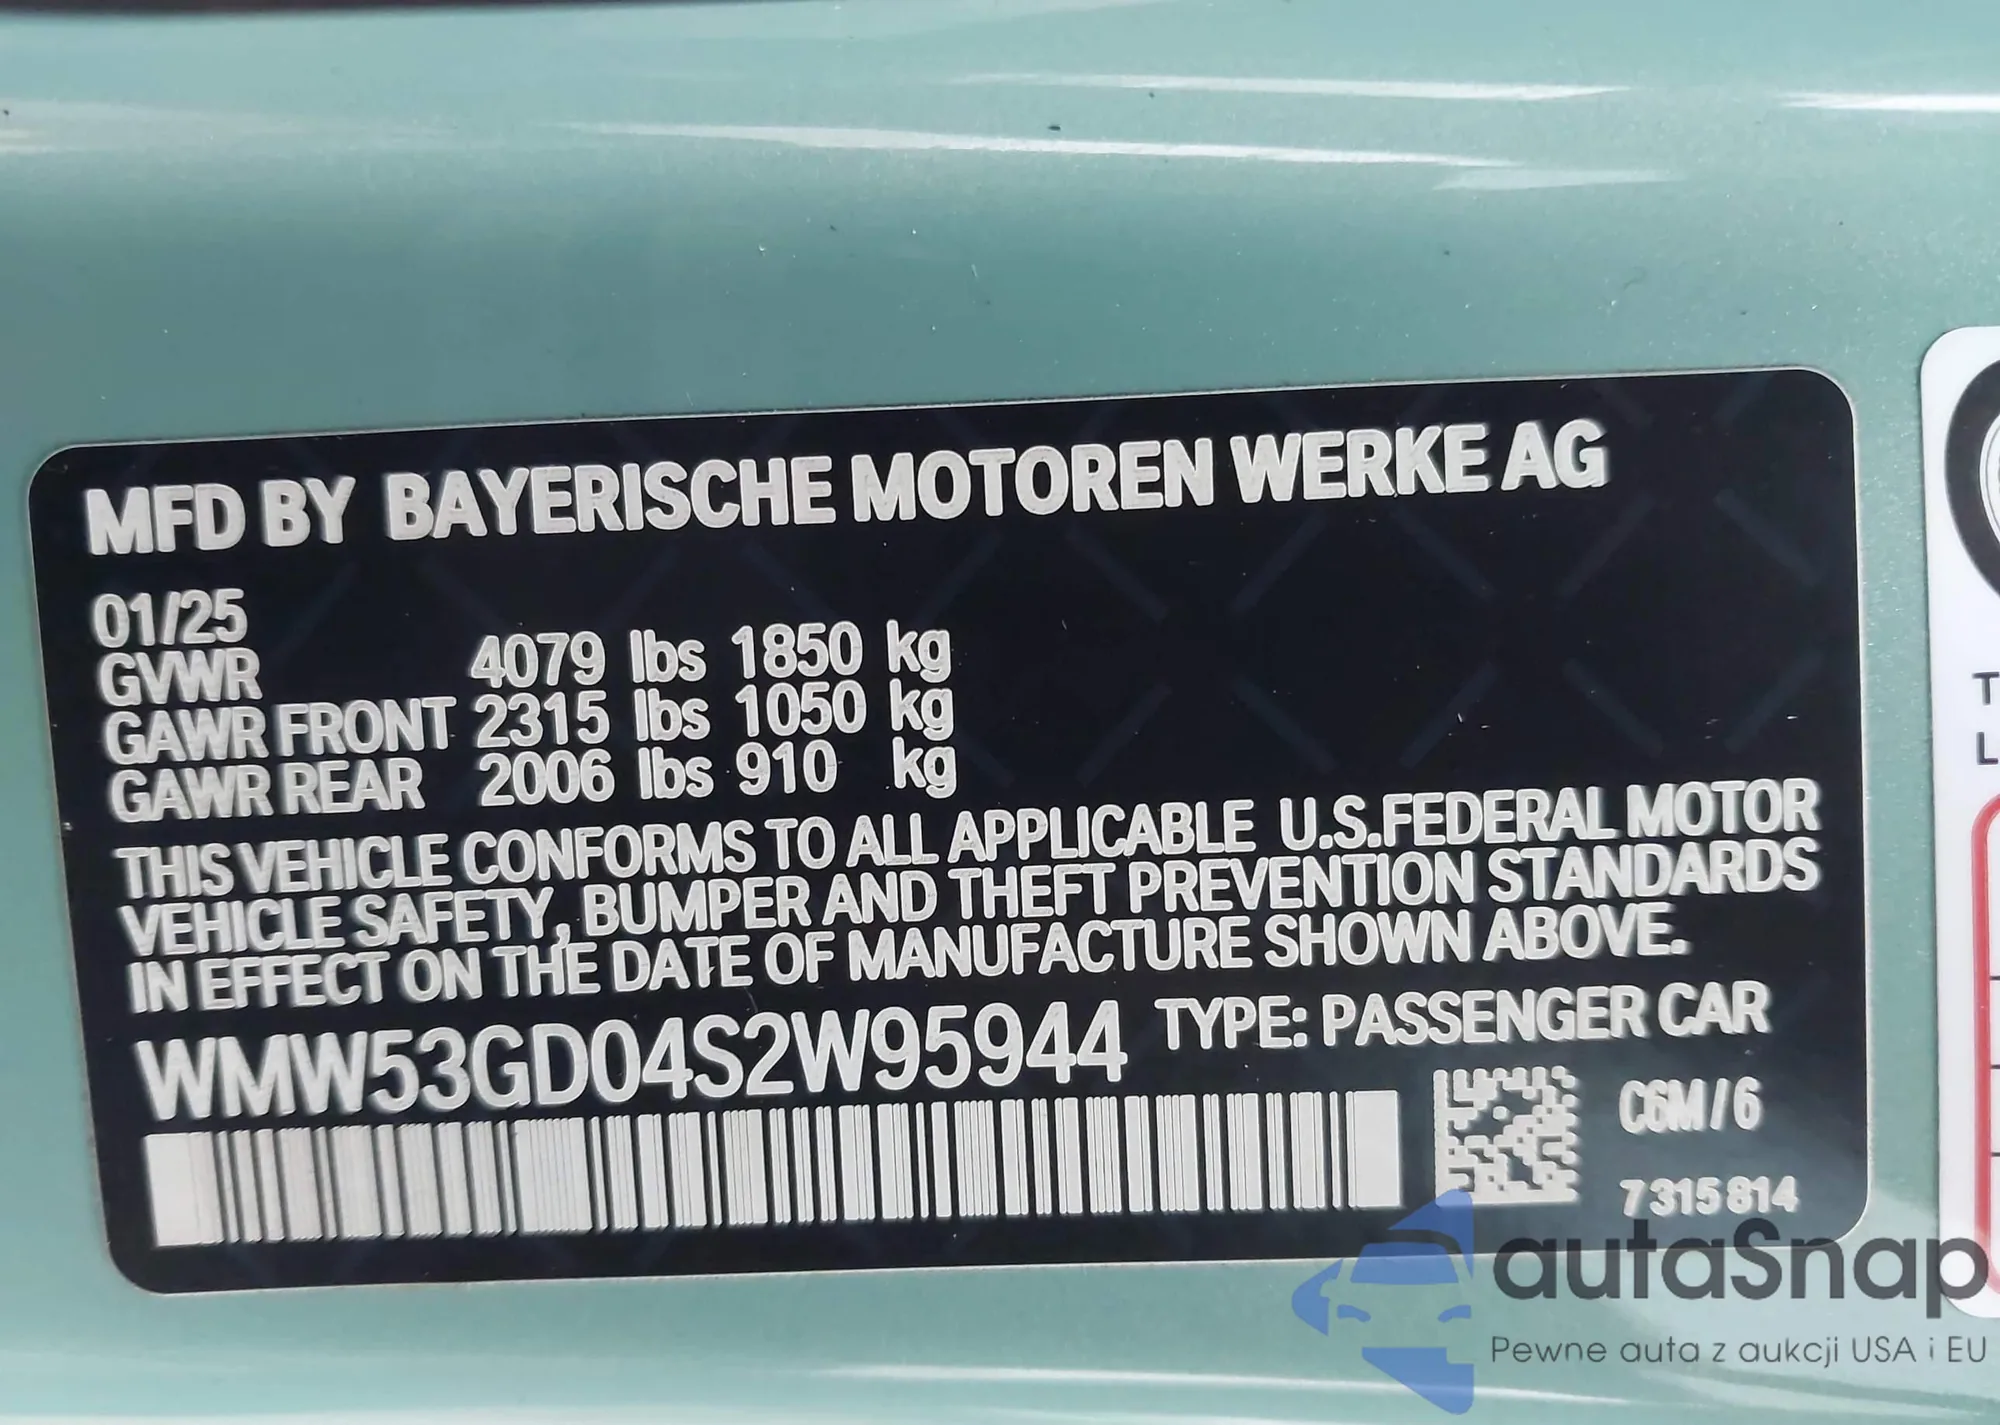 MFD BY BAYERISCHE MOTOREN WERKE AG
01/25
GVWR 4079 lbs 1850 kg
GAWR FRONT 2315 lbs 1050 kg
GAWR REAR 2006 lbs 910 kg
THIS VEHICLE CONFORMS TO ALL APPLICABLE U.S.FEDERAL MOTOR
VEHICLE SAFETY, BUMPER AND THEFT PREVENTION STANDARDS
IN EFFECT ON THE DATE OF MANUFACTURE SHOWN ABOVE.
WMW53GD04S2W95944 TYPE: PASSENGER CAR
C6M/6
7315814
T
L
autaSnap
Pewne auta z aukcji USA i EU